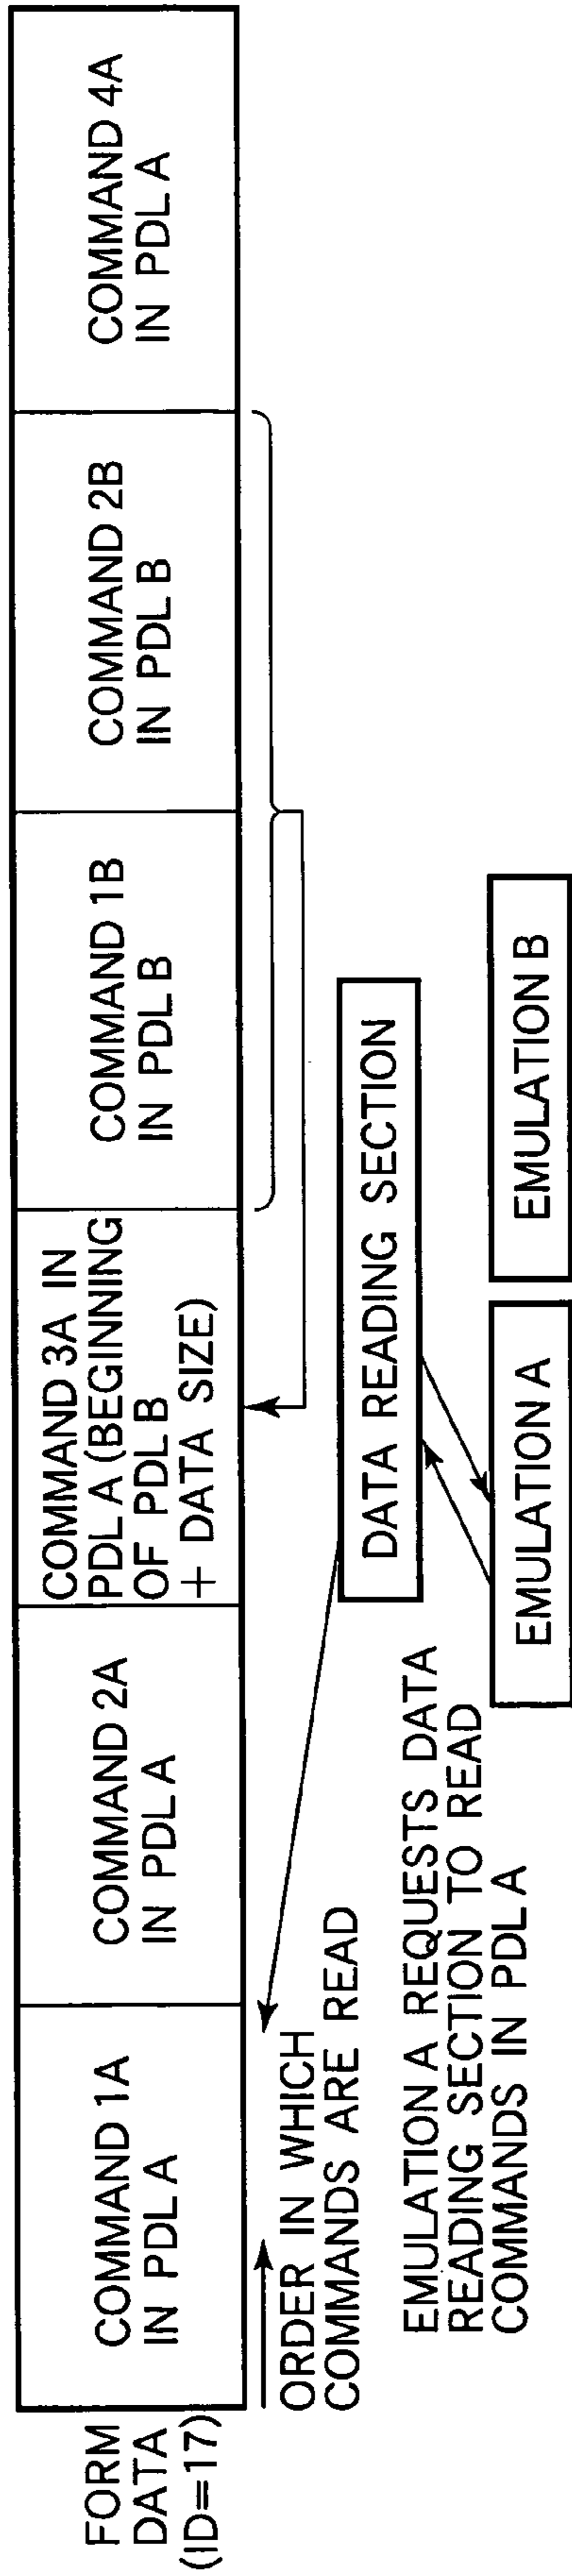 FORM
DATA
(ID=17)
COMMAND 1A
IN PDL A
COMMAND 2A
IN PDL A
COMMAND 3A IN
PDL A (BEGINNING
OF PDL B
+ DATA SIZE)
COMMAND 1B
IN PDL B
COMMAND 2B
IN PDL B
COMMAND 4A
IN PDL A
ORDER IN WHICH
COMMANDS ARE READ
DATA READING SECTION
EMULATION A REQUESTS DATA
READING SECTION TO READ
COMMANDS IN PDL A
EMULATION A
EMULATION B